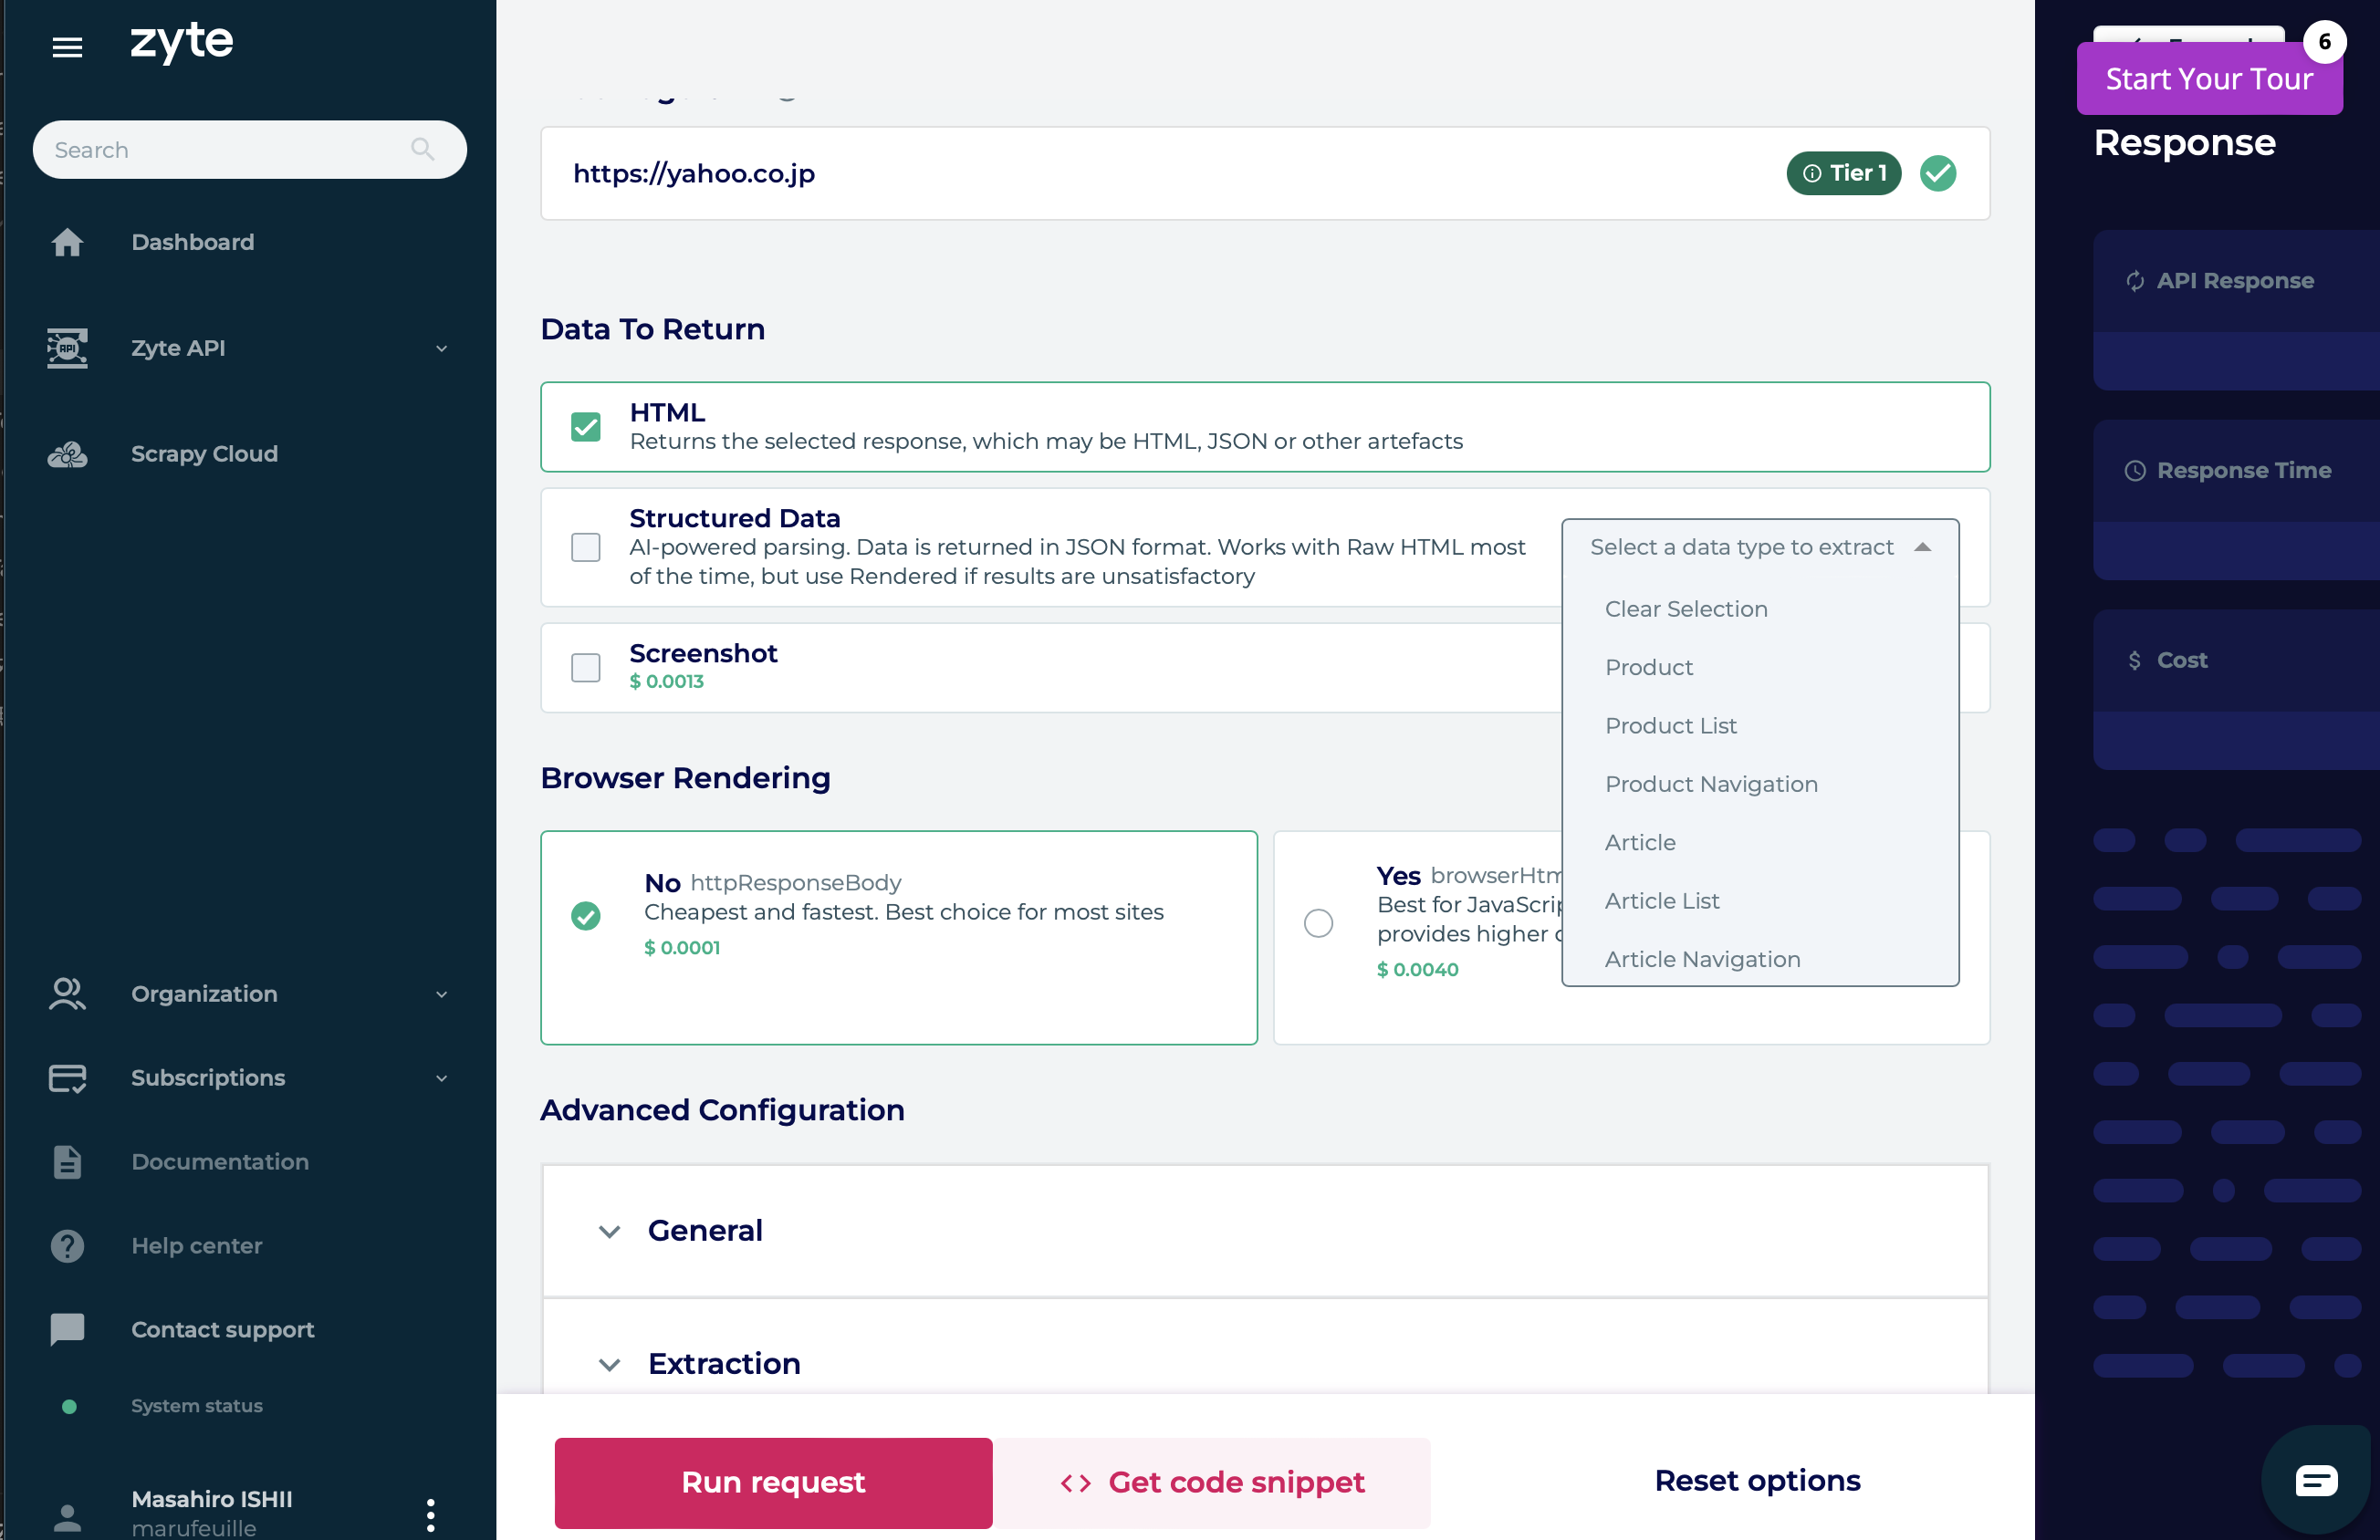 zyte
Search
Dashboard
Zyte API
API
Scrapy Cloud
Organization
Subscriptions
Documentation
Help center
Contact support
System status
Masahiro ISHII
marufeuille
https://yahoo.co.jp
Tier 1
Data To Return
HTML
Returns the selected response, which may be HTML, JSON or other artefacts
Structured Data
AI-powered parsing. Data is returned in JSON format. Works with Raw HTML most
of the time, but use Rendered if results are unsatisfactory
Select a data type to extract
Clear Selection
Product
Product List
Product Navigation
Article
Article List
Article Navigation
Screenshot
$ 0.0013
Browser Rendering
No httpResponseBody
Cheapest and fastest. Best choice for most sites
$ 0.0001
Yes browserHtm
Best for JavaScrip
provides higher
$ 0.0040
Advanced Configuration
General
Extraction
Run request
<> Get code snippet
Reset options
6
Start Your Tour
Response
API Response
Response Time
$ Cost